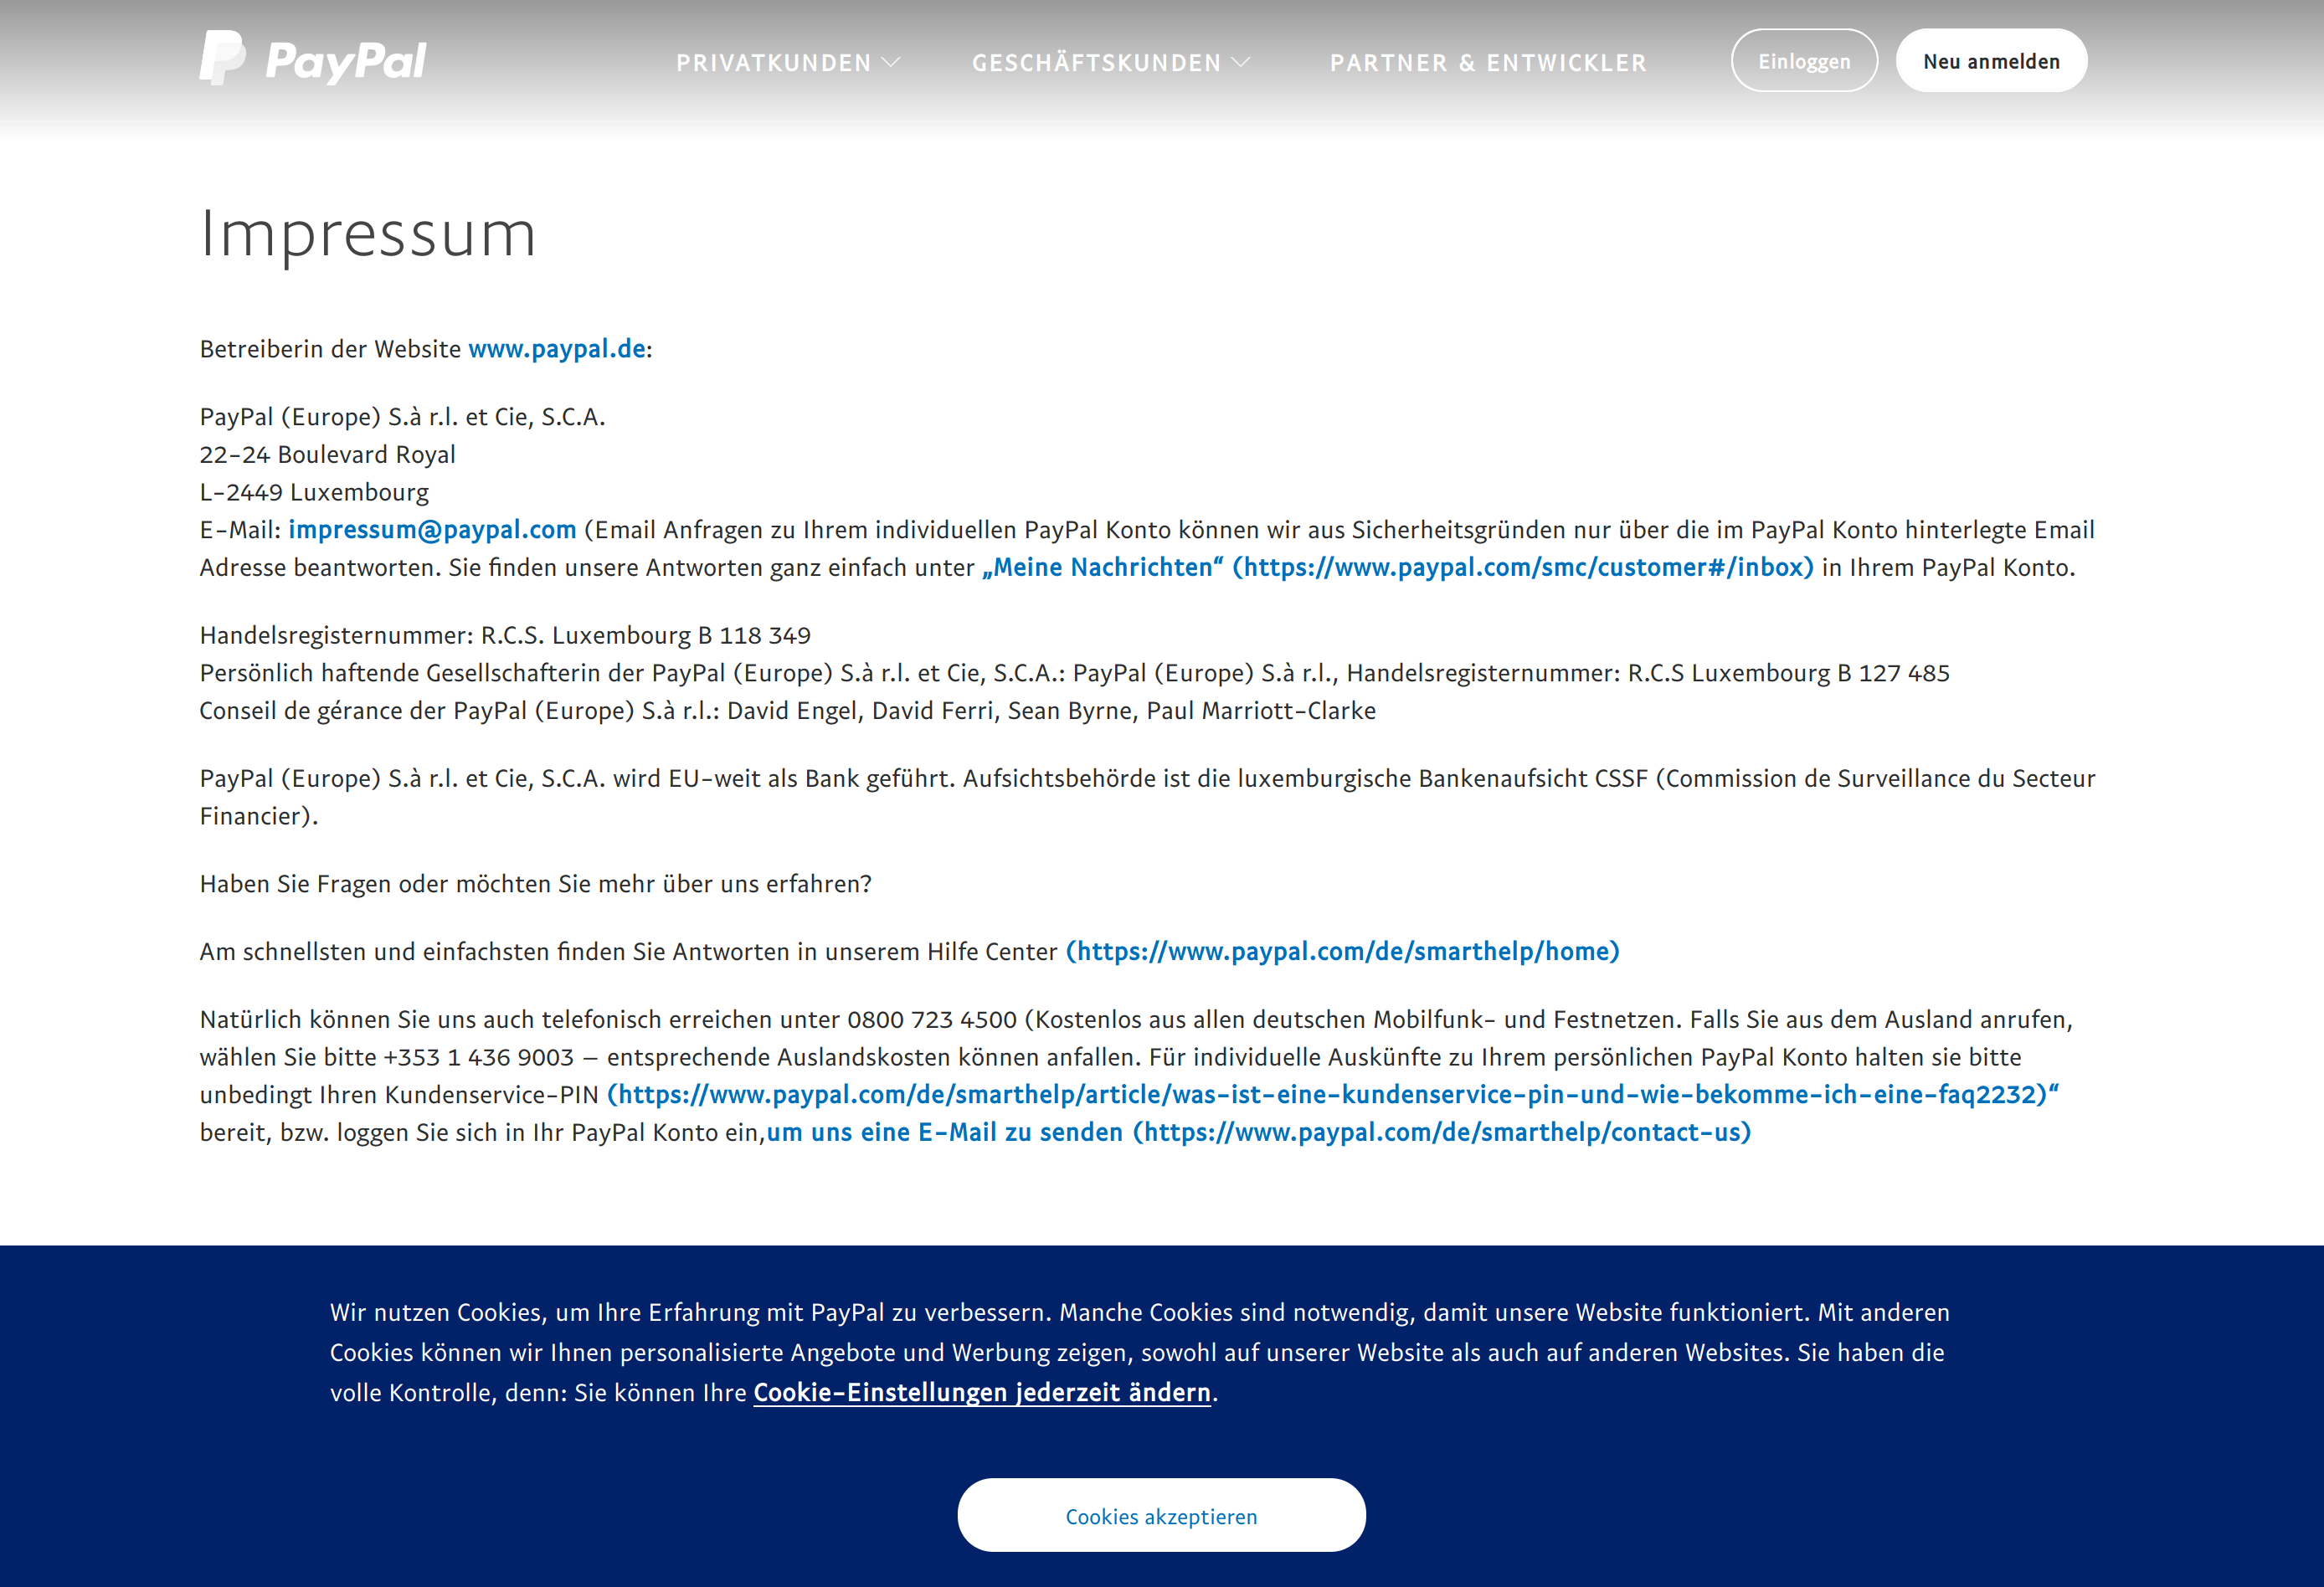 PayPal
PRIVATKUNDEN
GESCHÄFTSKUNDEN
PARTNER & ENTWICKLER
Einloggen
Neu anmelden
Impressum
Betreiberin der Website www.paypal.de:
PayPal (Europe) S.à r.l. et Cie, S.C.A.
22-24 Boulevard Royal
L-2449 Luxembourg
E-Mail: impressum@paypal.com (Email Anfragen zu Ihrem individuellen PayPal Konto können wir aus Sicherheitsgründen nur über die im PayPal Konto hinterlegte Email
Adresse beantworten. Sie finden unsere Antworten ganz einfach unter „Meine Nachrichten“ (https://www.paypal.com/smc/customer#/inbox) in Ihrem PayPal Konto.
Handelsregisternummer: R.C.S. Luxembourg B 118 349
Persönlich haftende Gesellschafterin der PayPal (Europe) S.à r.l. et Cie, S.C.A.: PayPal (Europe) S.à r.l., Handelsregisternummer: R.C.S Luxembourg B 127 485
Conseil de gérance der PayPal (Europe) S.à r.l.: David Engel, David Ferri, Sean Byrne, Paul Marriott-Clarke
PayPal (Europe) S.à r.l. et Cie, S.C.A. wird EU-weit als Bank geführt. Aufsichtsbehörde ist die luxemburgische Bankenaufsicht CSSF (Commission de Surveillance du Secteur
Financier).
Haben Sie Fragen oder möchten Sie mehr über uns erfahren?
Am schnellsten und einfachsten finden Sie Antworten in unserem Hilfe Center (https://www.paypal.com/de/smarthelp/home)
Natürlich können Sie uns auch telefonisch erreichen unter 0800 723 4500 (Kostenlos aus allen deutschen Mobilfunk- und Festnetzen. Falls Sie aus dem Ausland anrufen,
wählen Sie bitte +353 1 436 9003 – entsprechende Auslandskosten können anfallen. Für individuelle Auskünfte zu Ihrem persönlichen PayPal Konto halten sie bitte
unbedingt Ihren Kundenservice-PIN (https://www.paypal.com/de/smarthelp/article/was-ist-eine-kundenservice-pin-und-wie-bekomme-ich-eine-faq2232)“
bereit, bzw. loggen Sie sich in Ihr PayPal Konto ein,um uns eine E-Mail zu senden (https://www.paypal.com/de/smarthelp/contact-us)
Wir nutzen Cookies, um Ihre Erfahrung mit PayPal zu verbessern. Manche Cookies sind notwendig, damit unsere Website funktioniert. Mit anderen
Cookies können wir Ihnen personalisierte Angebote und Werbung zeigen, sowohl auf unserer Website als auch auf anderen Websites. Sie haben die
volle Kontrolle, denn: Sie können Ihre Cookie-Einstellungen jederzeit ändern.
Cookies akzeptieren